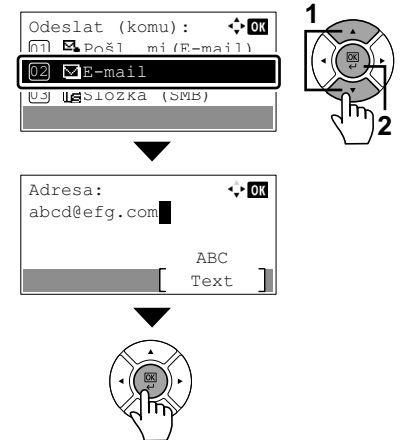 Odeslat (komu): OK
01 Pošl. mi(E-mail)
02 E-mail
03 Složka (SMB)
1
OK
2
Adresa: OK
abcd@efg.com
ABC
[ Text ]
OK